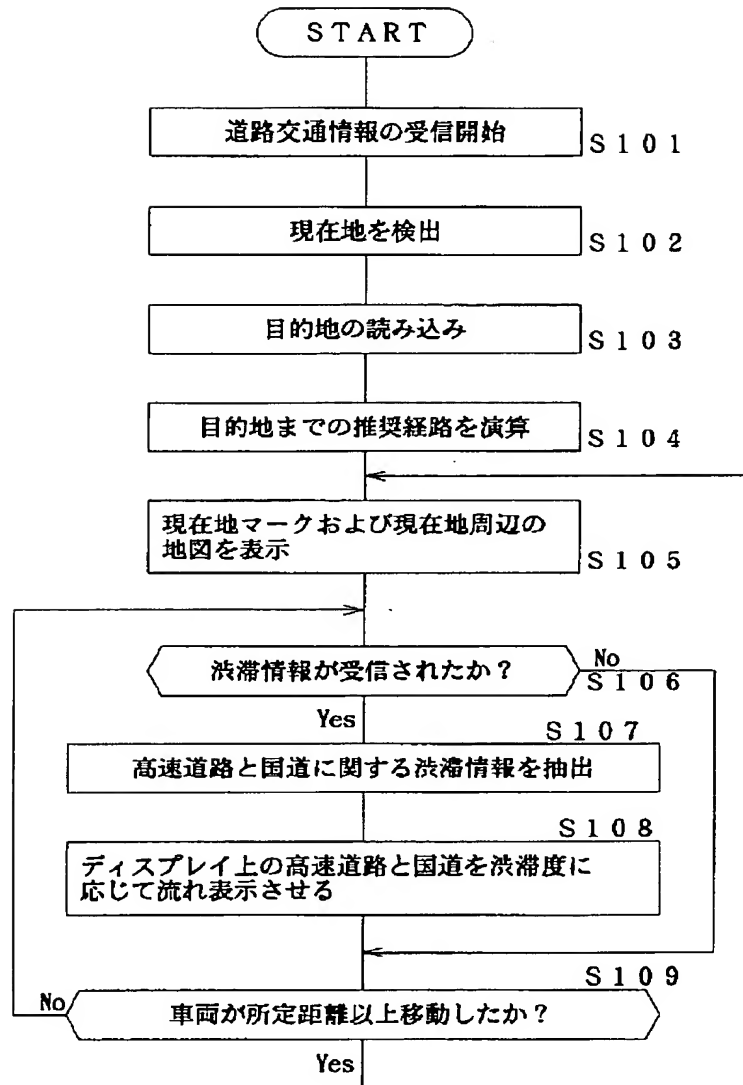 START
道路交通情報の受信開始
S101
現在地を検出
S102
目的地の読み込み
S103
目的地までの推奨経路を演算
S104
現在地マークおよび現在地周辺の
地図を表示
S105
渋滞情報が受信されたか?
No
S106
Yes
S107
高速道路と国道に関する渋滞情報を抽出
S108
ディスプレイ上の高速道路と国道を渋滞度に
応じて流れ表示させる
S109
No
車両が所定距離以上移動したか?
Yes